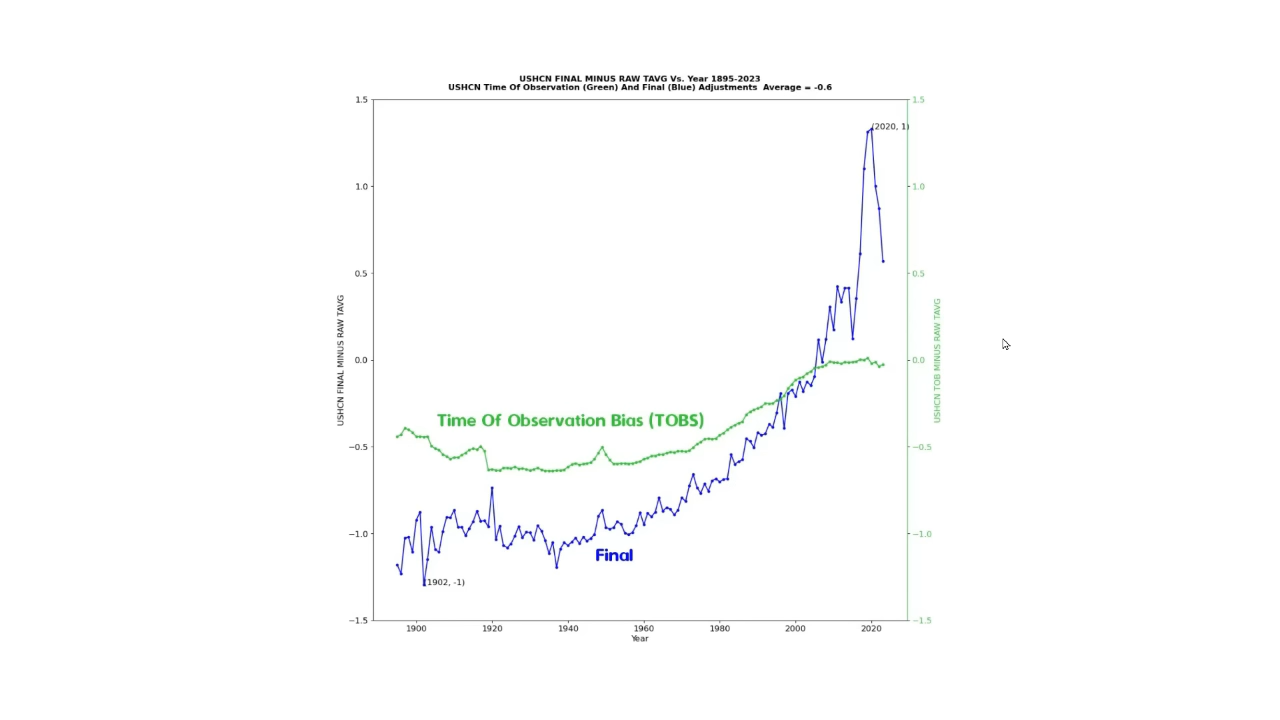 USHCN FINAL MINUS RAW TAVG Vs. Year 1895-2023
USHCN Time Of Observation (Green) And Final (Blue) Adjustments  Average = -0.6
1.5
1.0
0.5
0.0
−0.5
−1.0
−1.5
USHCN FINAL MINUS RAW TAVG
(2020, 1)
Time Of Observation Bias (TOBS)
Final
(1902, -1)
1.5
1.0
0.5
0.0
−0.5
−1.0
−1.5
USHCN TOB MINUS RAW TAVG
1900 1920 1940 1960 1980 2000 2020
Year